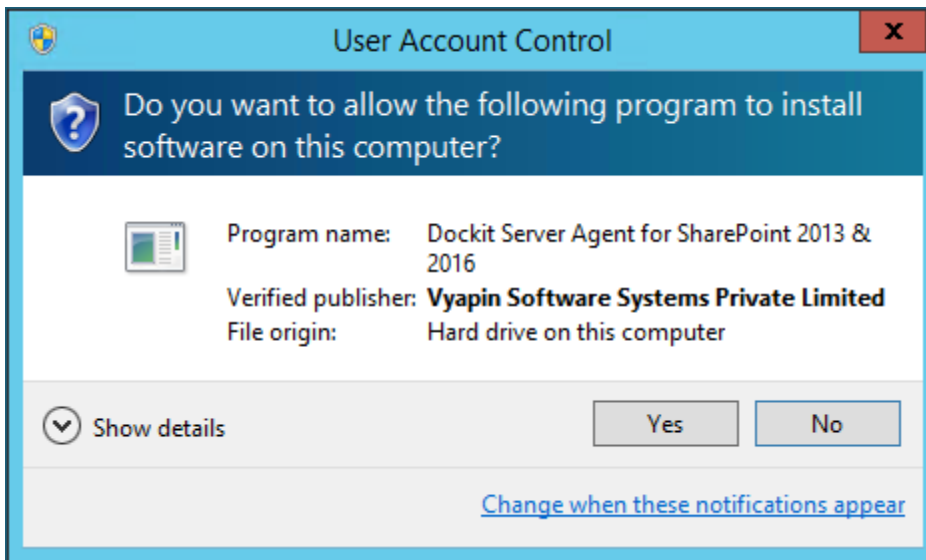 User Account Control
x
Do you want to allow the following program to install
software on this computer?
Program name: Dockit Server Agent for SharePoint 2013 &
2016
Verified publisher: Vyapin Software Systems Private Limited
File origin: Hard drive on this computer
Show details Yes No
Change when these notifications appear